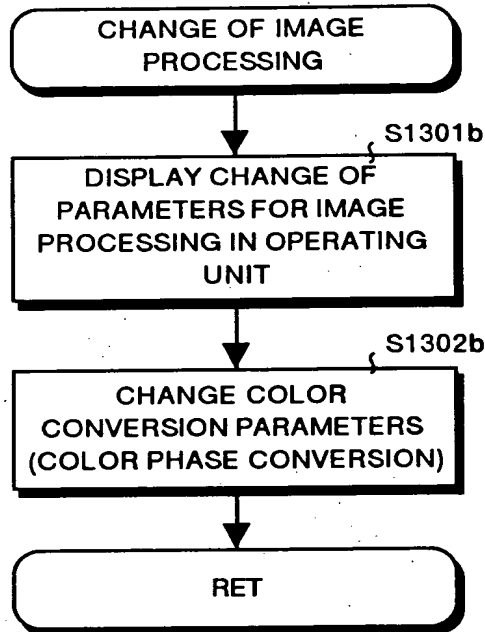 CHANGE OF IMAGE
PROCESSING
S1301b
DISPLAY CHANGE OF
PARAMETERS FOR IMAGE
PROCESSING IN OPERATING
UNIT
S1302b
CHANGE COLOR
CONVERSION PARAMETERS
(COLOR PHASE CONVERSION)
RET